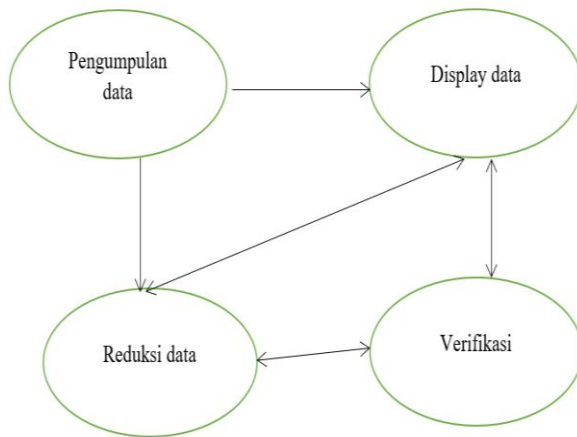 Pengumpulan
data
Display data
Reduksi data
Verifikasi